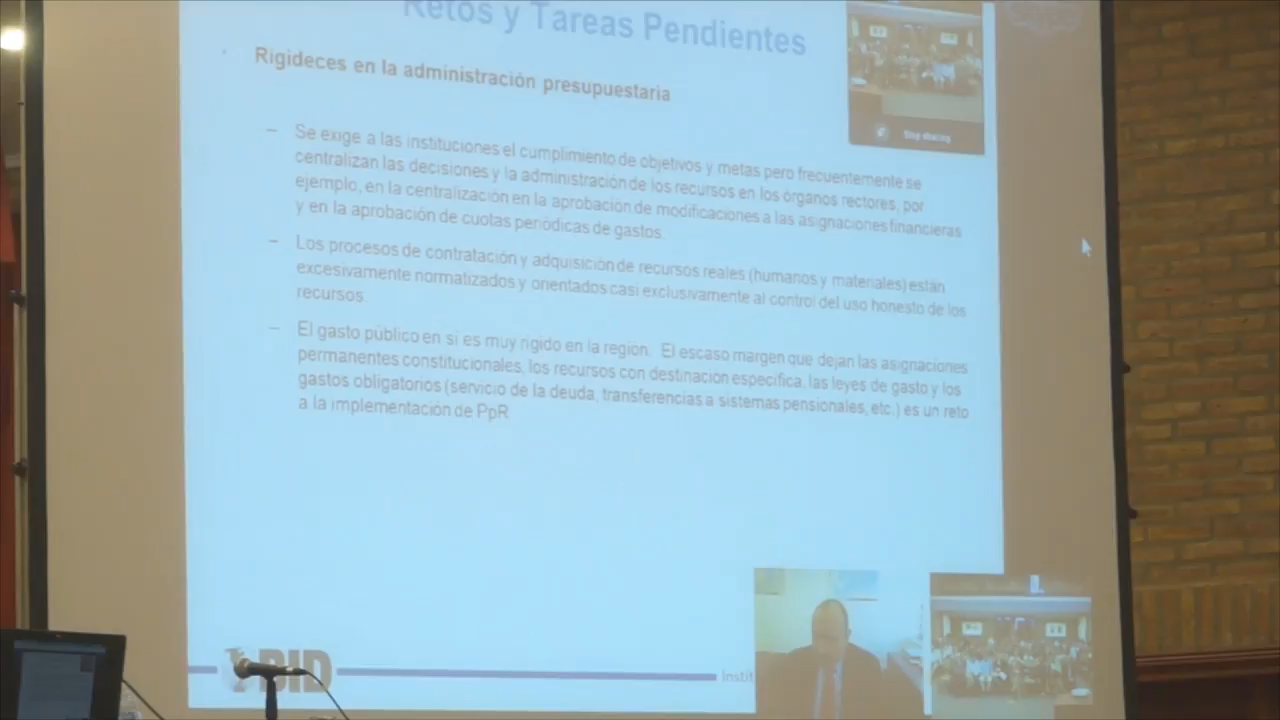 Retos y Tareas Pendientes
Rigideces en la administración presupuestaria
– Se exige a las instituciones el cumplimiento de objetivos y metas pero frecuentemente se
centralizan las decisiones y la administración de los recursos en los órganos rectores, por
ejemplo, en la centralización en la aprobación de modificaciones a las asignaciones financieras
y en la aprobación de cuotas periódicas de gastos.
– Los procesos de contratación y adquisición de recursos reales (humanos y materiales) están
excesivamente normatizados y orientados casi exclusivamente al control del uso honesto de los
recursos.
– El gasto público en sí es muy rígido en la región. El escaso margen que dejan las asignaciones
permanentes constitucionales, los recursos con destinación específica, las leyes de gasto y los
gastos obligatorios (servicio de la deuda, transferencias a sistemas pensionales, etc.) es un reto
a la implementación de PpR
Stop sharing
BID
Instit